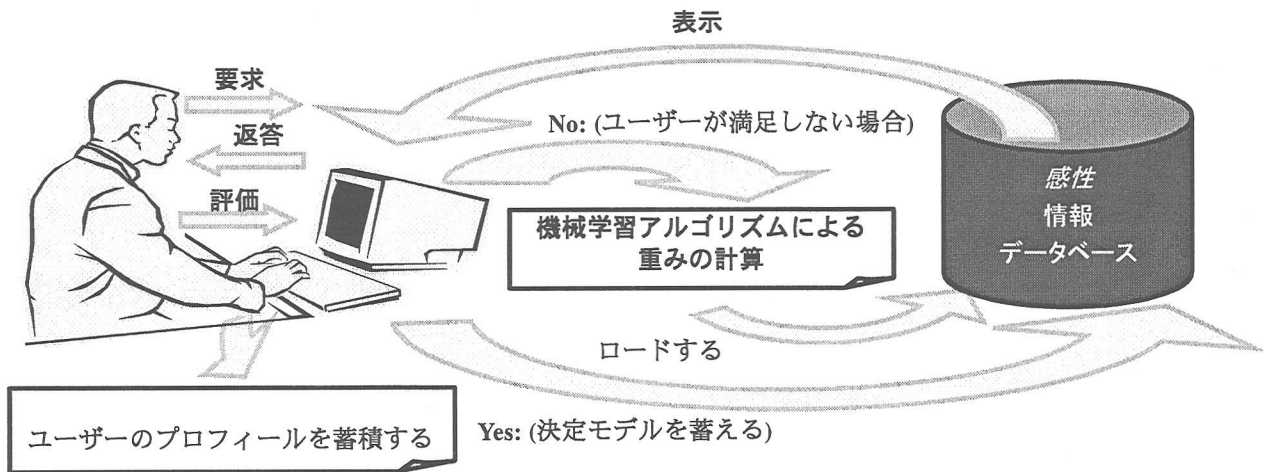 表示
要求
返答
評価
No: (ユーザーが満足しない場合)
機械学習アルゴリズムによる
重みの計算
感性
情報
データベース
ロードする
ユーザーのプロフィールを蓄積する
Yes: (決定モデルを蓄える)